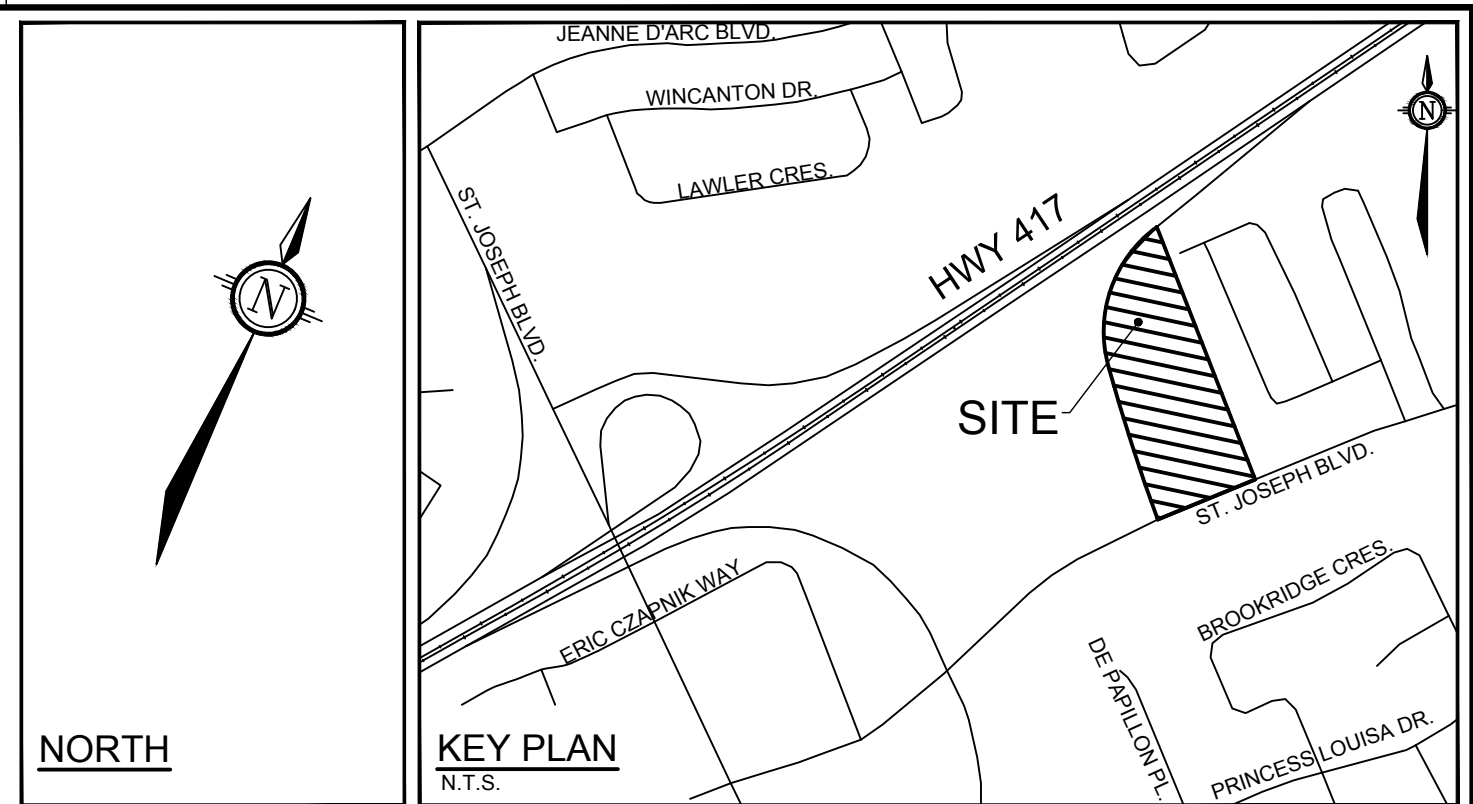 JEANNE D'ARC BLVD.
WINCANTON DR.
LAWLER CRES.
N
ST. JOSEPH BLVD.
HWY 417
N
SITE
ST. JOSEPH BLVD.
ERIC CZAPNIK WAY
BROOKRIDGE CRES.
DE PAPILLON PL.
PRINCESS LOUISA DR.
NORTH
KEY PLAN
N.T.S.